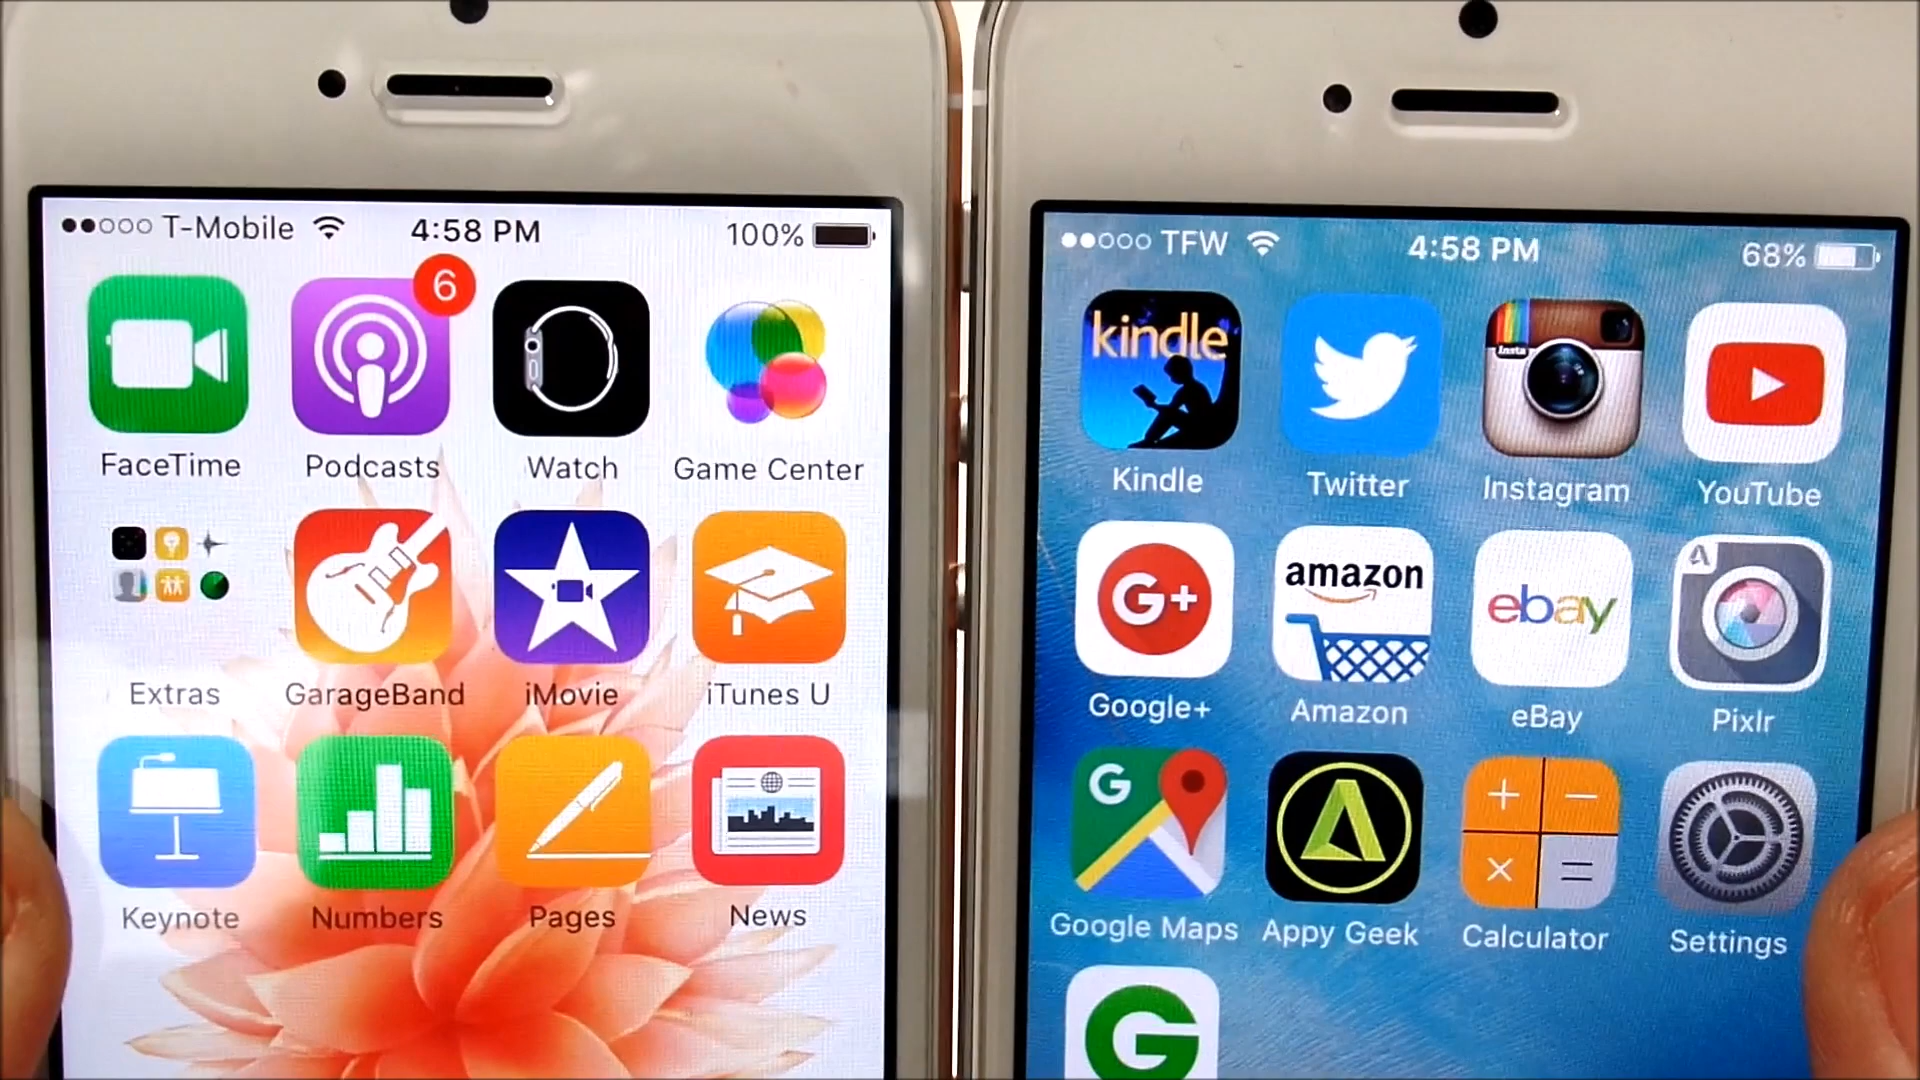 T-Mobile 4:58 PM 100%
6
FaceTime Podcasts Watch Game Center
Extras GarageBand iMovie iTunes U
Keynote Numbers Pages News
TFW 4:58 PM 68%
kindle
Insta
Kindle Twitter Instagram YouTube
G+ amazon ebay
Google+ Amazon eBay Pixlr
G + − × =
Google Maps Appy Geek Calculator Settings
G